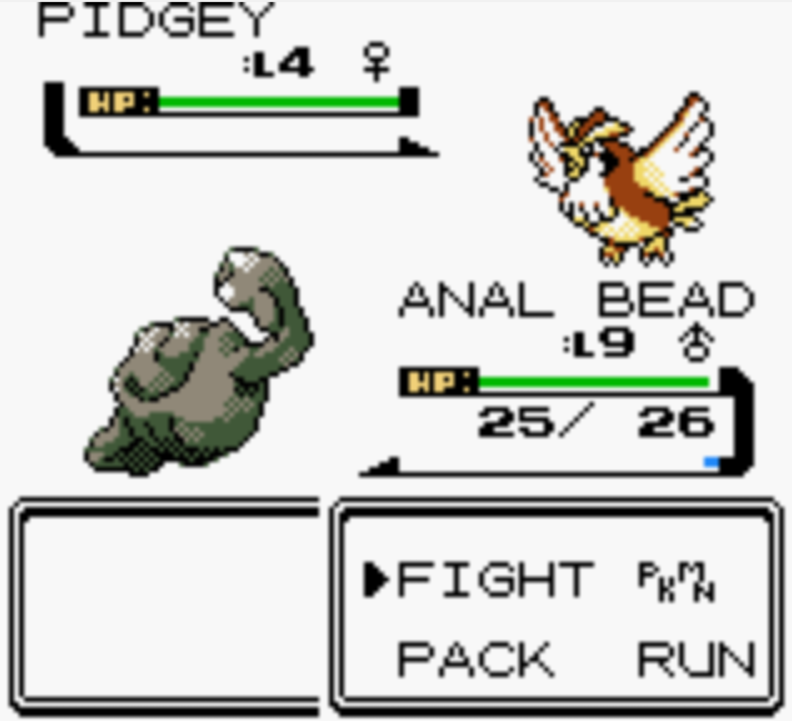 PIDGEY
:L4 ♀
HP:
ANAL BEAD
:L9 ♂
HP:
25/ 26
FIGHT PKMN
PACK RUN